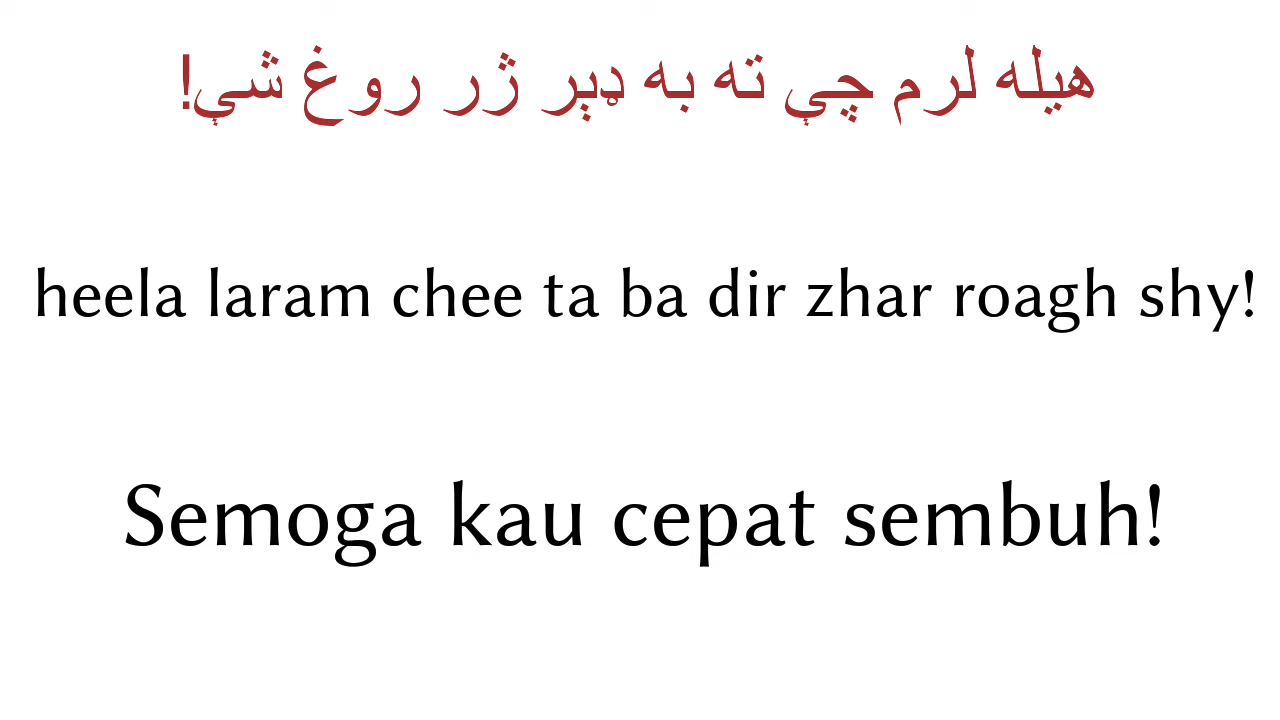 هيله لرم چې ته به ډېر ژر روغ شې!
heela laram chee ta ba dir zhar roagh shy!
Semoga kau cepat sembuh!